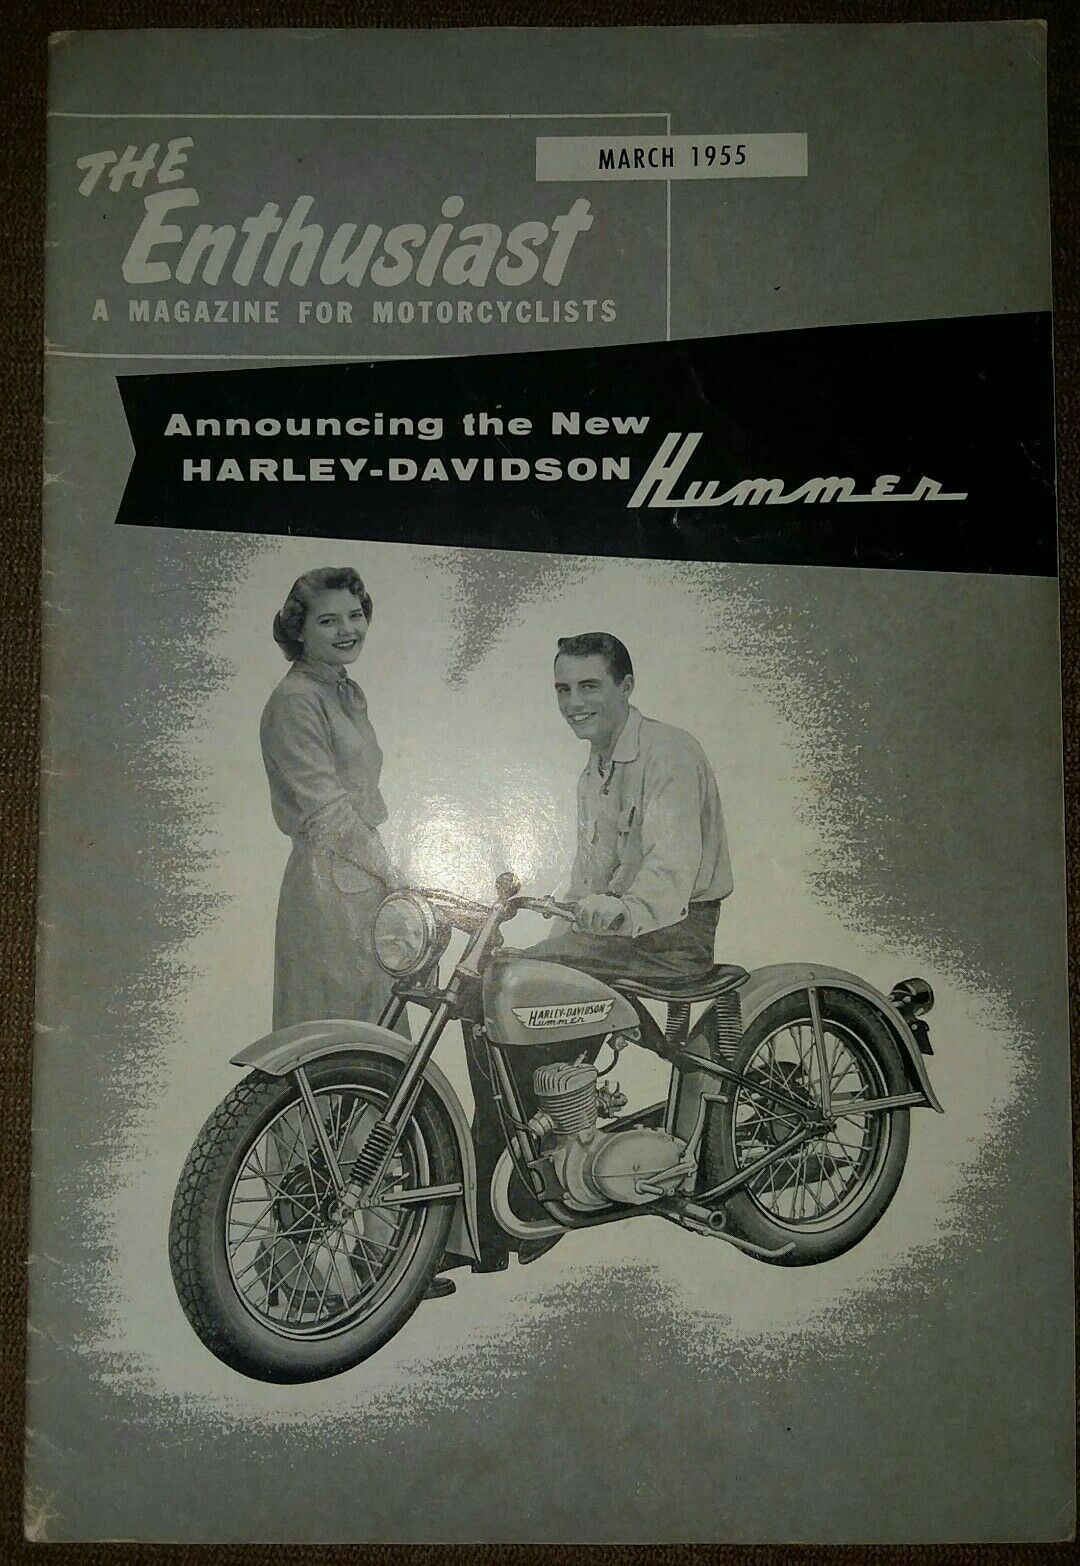 MARCH 1955
THE
Enthusiast
A MAGAZINE FOR MOTORCYCLISTS
Announcing the New
HARLEY-DAVIDSON Hummer
HARLEY-DAVIDSON
Hummer